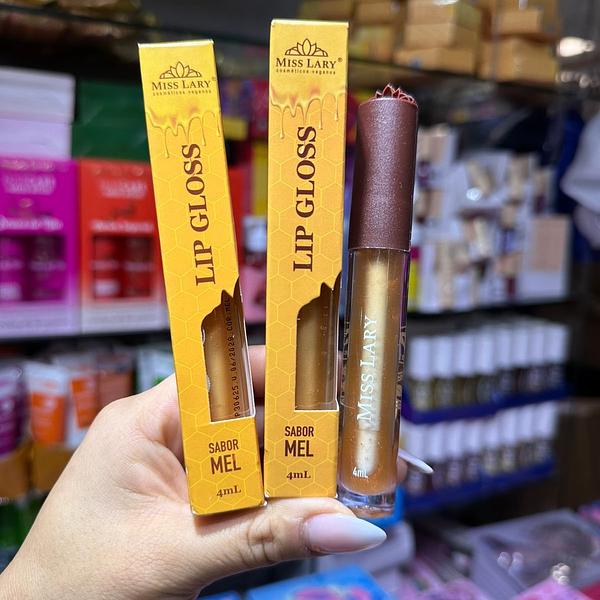 MISS LARY®
cosméticos veganos
LIP GLOSS
SABOR
MEL
4mL
MISS LARY®
cosméticos veganos
LIP GLOSS
SABOR
MEL
4mL
MISS LARY
4mL